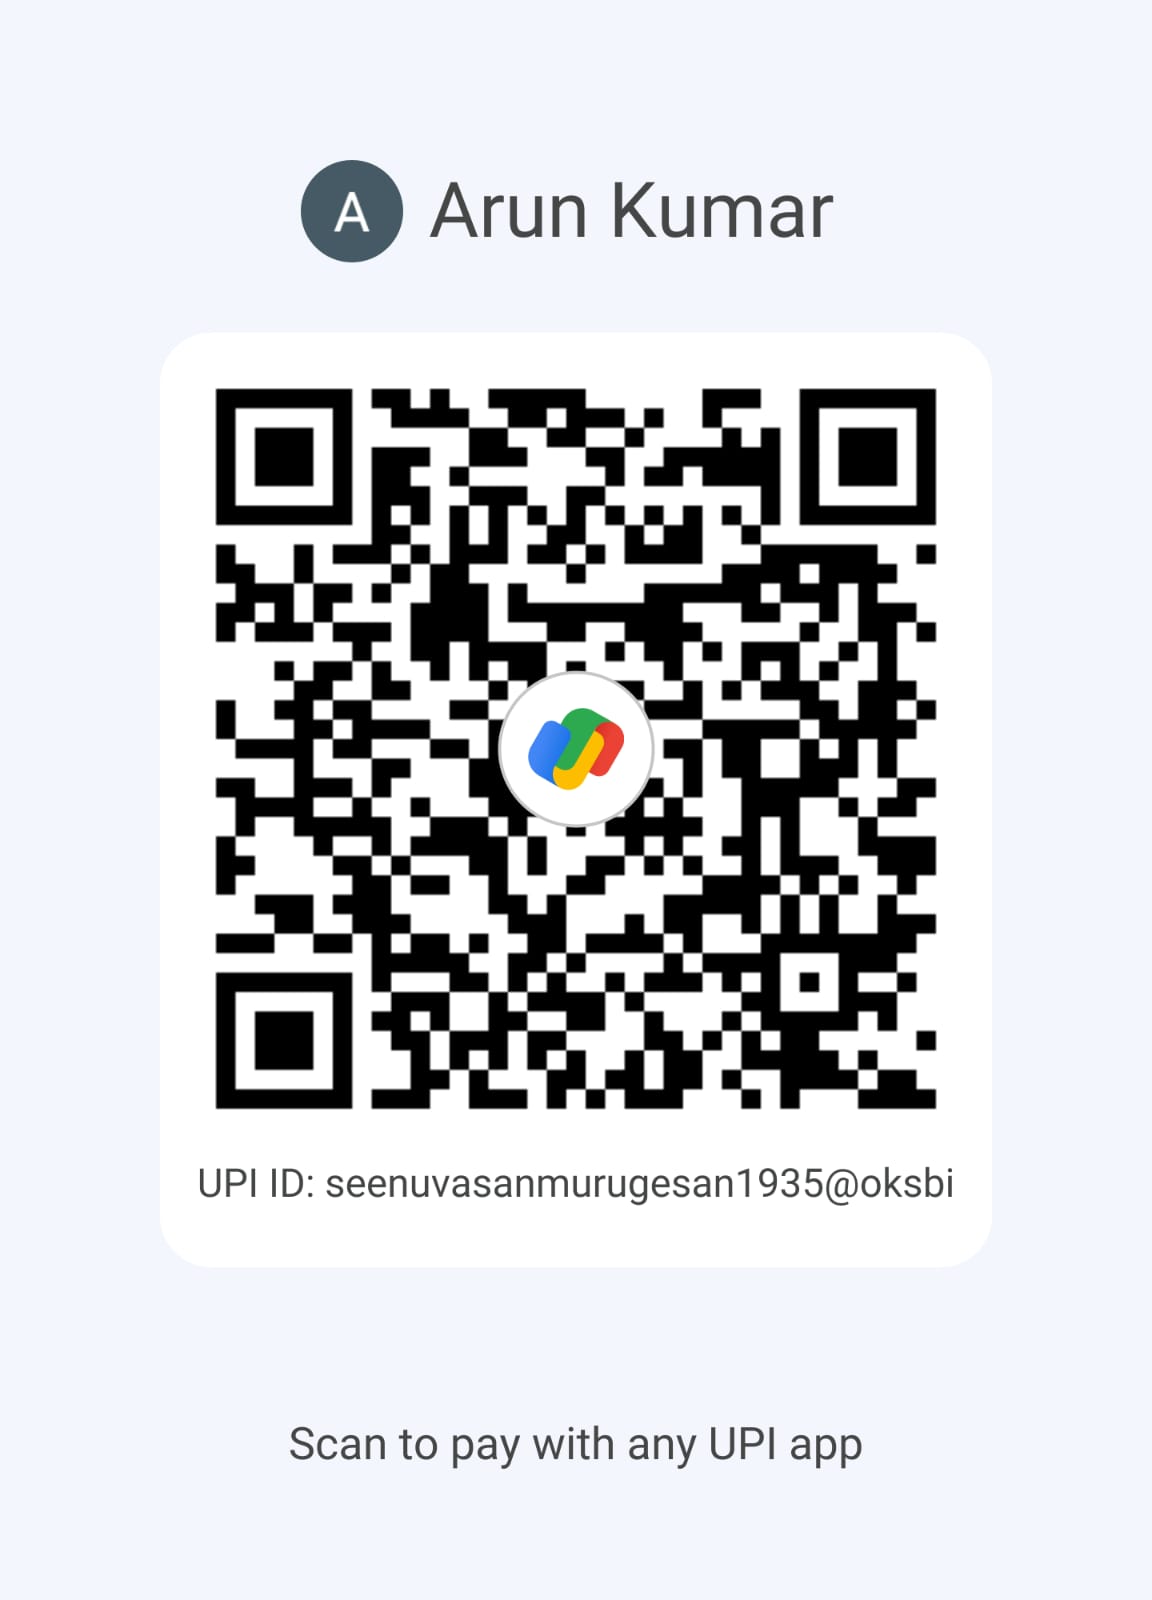 A Arun Kumar
UPI ID: seenuvasanmurugesan1935@oksbi
Scan to pay with any UPI app